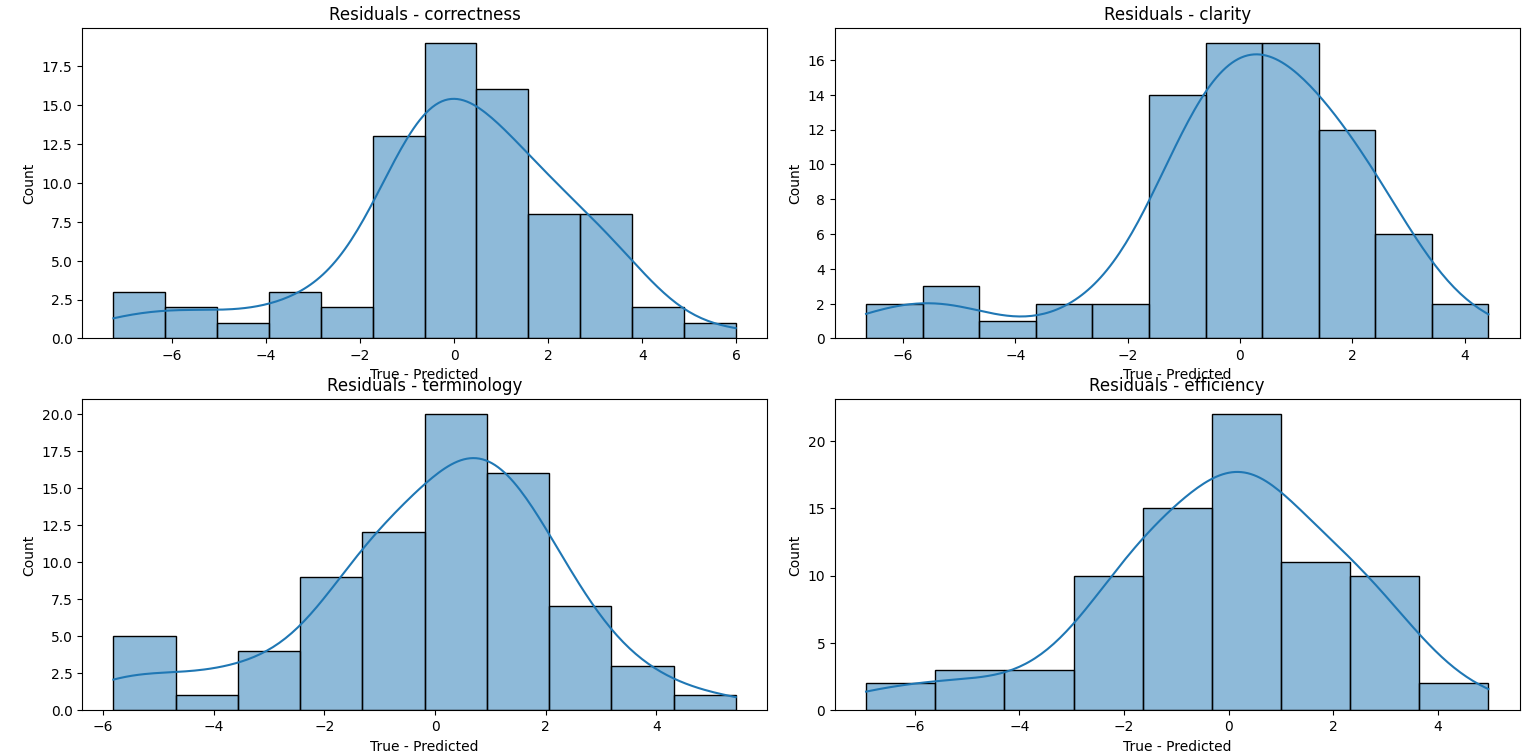 Residuals - correctness
Count
17.5
15.0
12.5
10.0
7.5
5.0
2.5
0.0
−6 −4 −2 0 2 4 6
True - Predicted
Residuals - clarity
Count
16
14
12
10
8
6
4
2
0
−6 −4 −2 0 2 4
True - Predicted
Residuals - terminology
Count
20.0
17.5
15.0
12.5
10.0
7.5
5.0
2.5
0.0
−6 −4 −2 0 2 4
True - Predicted
Residuals - efficiency
Count
20
15
10
5
0
−6 −4 −2 0 2 4
True - Predicted